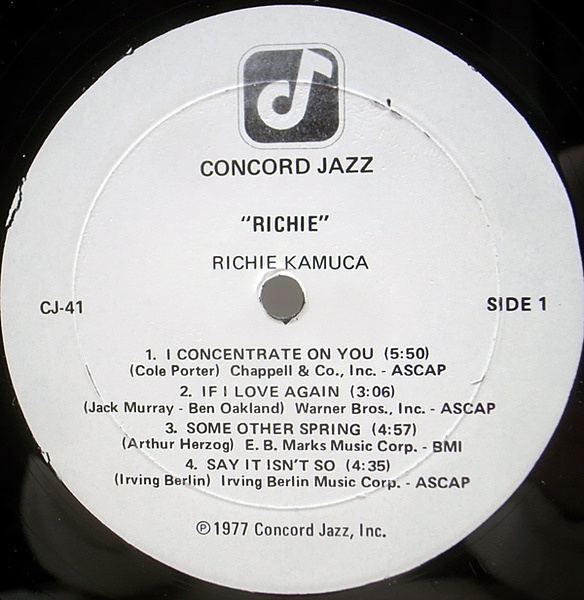 CONCORD JAZZ
"RICHIE"
RICHIE KAMUCA
CJ-41
SIDE 1
1. I CONCENTRATE ON YOU (5:50)
(Cole Porter) Chappell & Co., Inc. - ASCAP
2. IF I LOVE AGAIN (3:06)
(Jack Murray - Ben Oakland) Warner Bros., Inc. - ASCAP
3. SOME OTHER SPRING (4:57)
(Arthur Herzog) E. B. Marks Music Corp. - BMI
4. SAY IT ISN'T SO (4:35)
(Irving Berlin) Irving Berlin Music Corp. - ASCAP
℗1977 Concord Jazz, Inc.